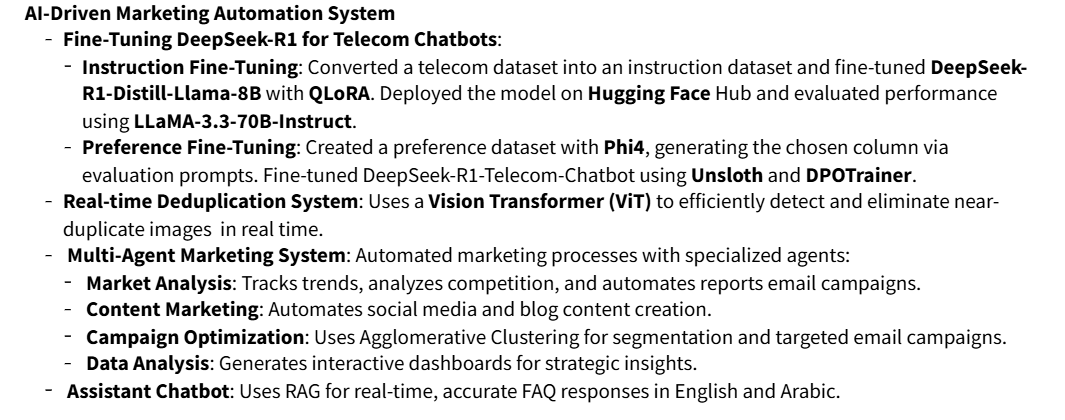 AI-Driven Marketing Automation System
- Fine-Tuning DeepSeek-R1 for Telecom Chatbots:
- Instruction Fine-Tuning: Converted a telecom dataset into an instruction dataset and fine-tuned DeepSeek-
R1-Distill-Llama-8B with QLoRA. Deployed the model on Hugging Face Hub and evaluated performance
using LLaMA-3.3-70B-Instruct.
- Preference Fine-Tuning: Created a preference dataset with Phi4, generating the chosen column via
evaluation prompts. Fine-tuned DeepSeek-R1-Telecom-Chatbot using Unsloth and DPOTrainer.
- Real-time Deduplication System: Uses a Vision Transformer (ViT) to efficiently detect and eliminate near-
duplicate images in real time.
- Multi-Agent Marketing System: Automated marketing processes with specialized agents:
- Market Analysis: Tracks trends, analyzes competition, and automates reports email campaigns.
- Content Marketing: Automates social media and blog content creation.
- Campaign Optimization: Uses Agglomerative Clustering for segmentation and targeted email campaigns.
- Data Analysis: Generates interactive dashboards for strategic insights.
- Assistant Chatbot: Uses RAG for real-time, accurate FAQ responses in English and Arabic.